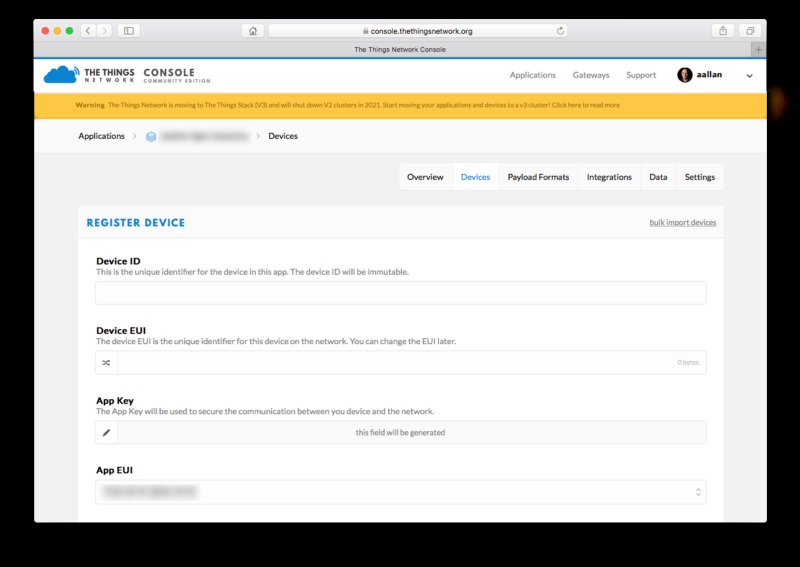 console.thethingsnetwork.org
The Things Network Console
THE THINGS NETWORK CONSOLE COMMUNITY EDITION
Applications Gateways Support aallan
Warning The Things Network is moving to The Things Stack (V3) and will shut down V2 clusters in 2021. Start moving your applications and devices to a v3 cluster! Click here to read more
Applications > > Devices
Overview Devices Payload Formats Integrations Data Settings
REGISTER DEVICE bulk import devices
Device ID
This is the unique identifier for the device in this app. The device ID will be immutable.
Device EUI
The device EUI is the unique identifier for this device on the network. You can change the EUI later.
0 bytes
App Key
The App Key will be used to secure the communication between you device and the network.
this field will be generated
App EUI